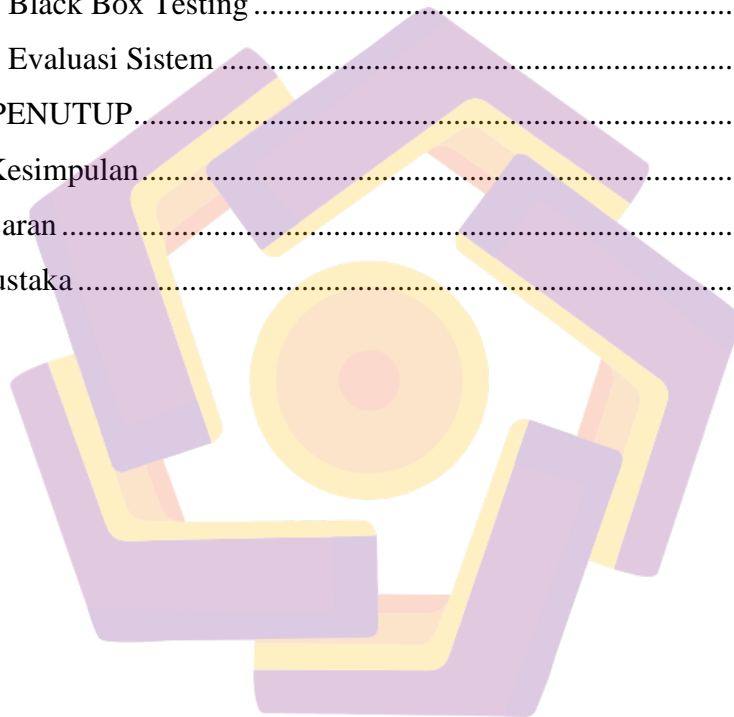 Black Box Testing ....................................................................
Evaluasi Sistem ........................................................................
PENUTUP....................................................................................
Kesimpulan ...............................................................................
aran ............................................................................................
ustaka .........................................................................................